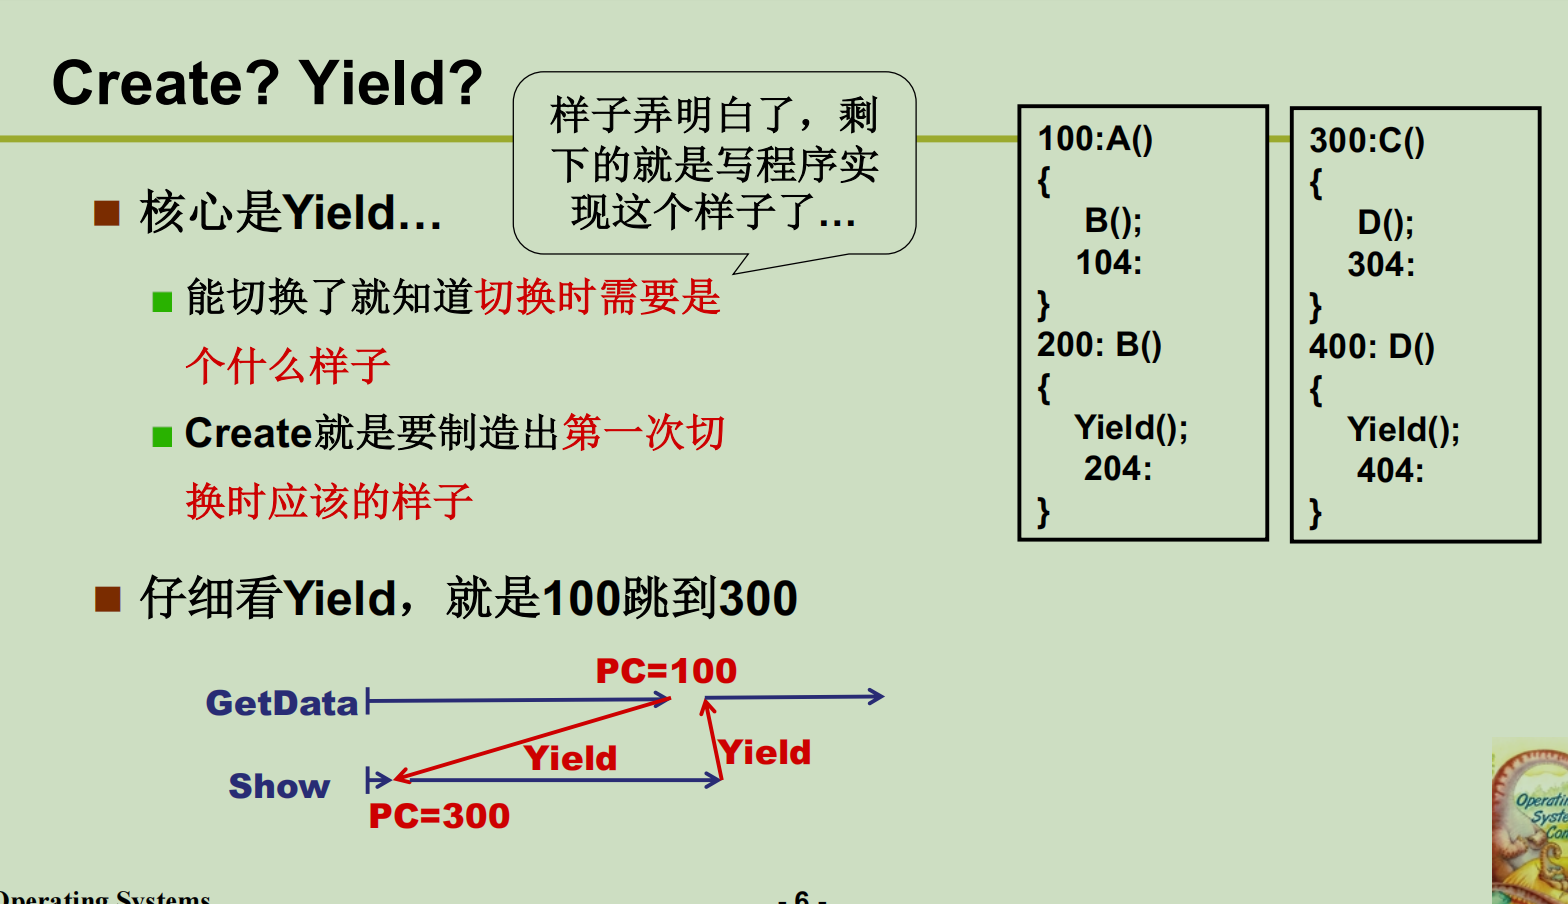 Create? Yield?
样子弄明白了，剩
下的就是写程序实
现这个样子了…
核心是Yield…
能切换了就知道切换时需要是
个什么样子
Create就是要制造出第一次切
换时应该的样子
仔细看Yield，就是100跳到300
100:A()
{
B();
104:
}
200: B()
{
Yield();
204:
}
300:C()
{
D();
304:
}
400: D()
{
Yield();
404:
}
PC=100
GetData
Yield
Yield
Show
PC=300
Operating Systems
- 6 -